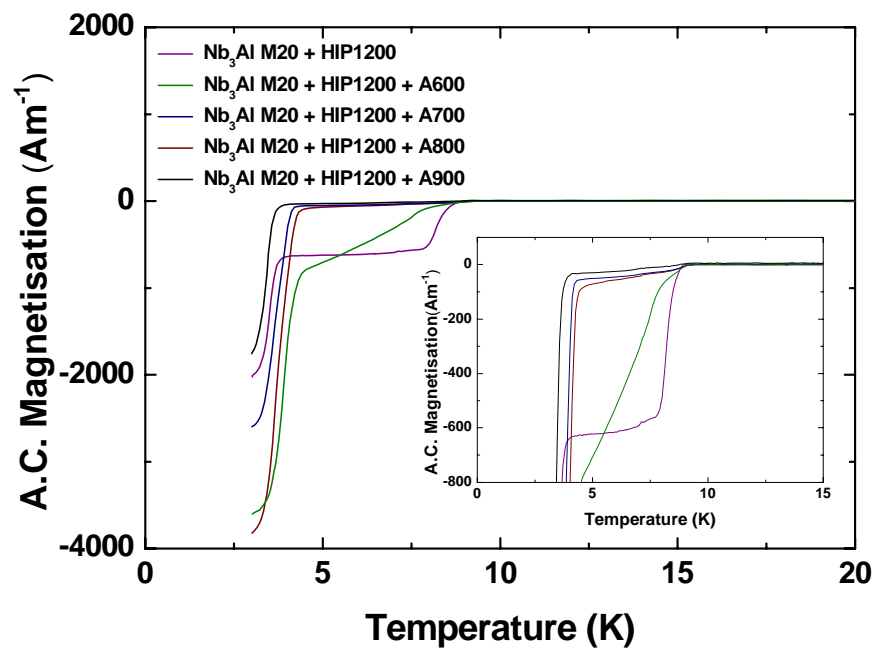 2000
0
-2000
-4000
A.C. Magnetisation (Am⁻¹)
Nb₃Al M20 + HIP1200
Nb₃Al M20 + HIP1200 + A600
Nb₃Al M20 + HIP1200 + A700
Nb₃Al M20 + HIP1200 + A800
Nb₃Al M20 + HIP1200 + A900
0
-200
-400
-600
-800
A.C. Magnetisation(Am⁻¹)
0 5 10 15
Temperature (K)
0 5 10 15 20
Temperature (K)